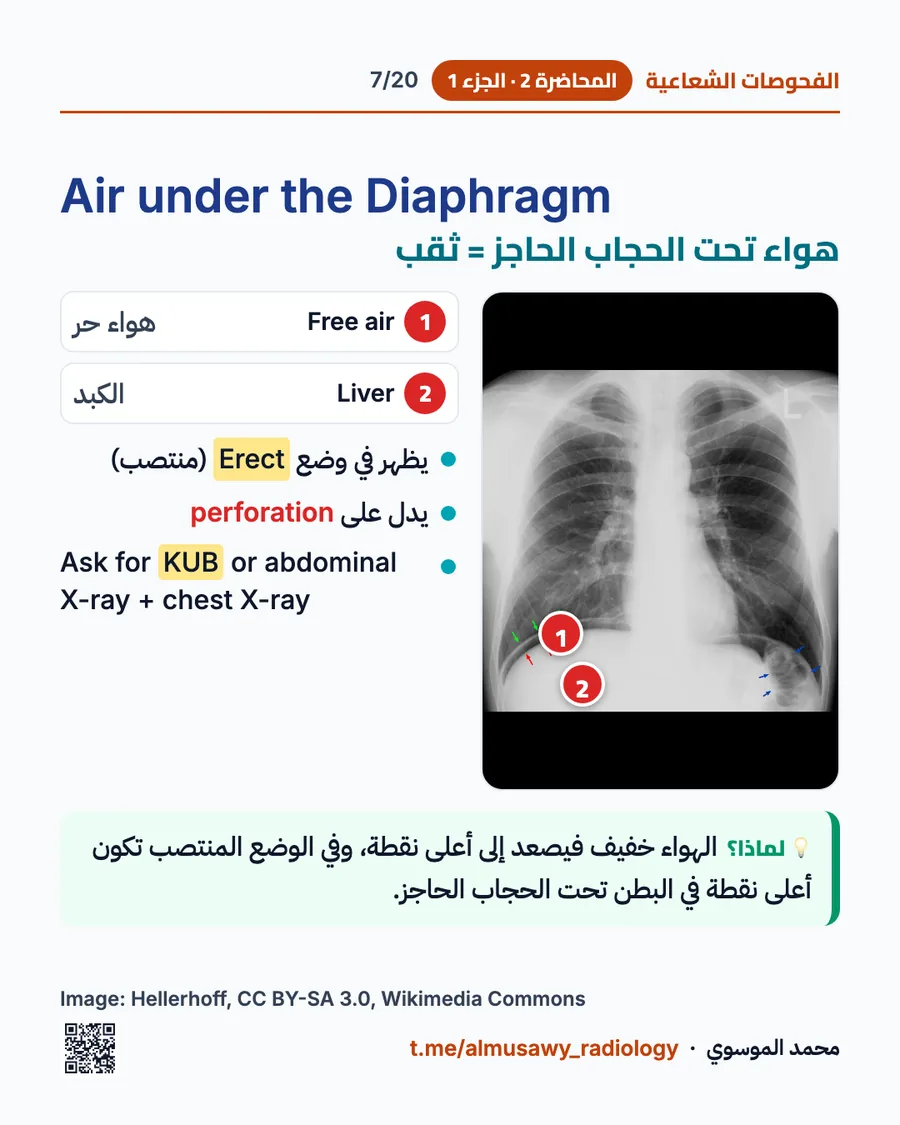 الفحوصات الشعاعية المحاضرة 2 · الجزء 1 7/20
Air under the Diaphragm
هواء تحت الحجاب الحاجز = ثقب
1 Free air هواء حر
2 Liver الكبد
يظهر في وضع Erect (منتصب)
يدل على perforation
Ask for KUB or abdominal
X-ray + chest X-ray
L
1
2
💡 لماذا؟ الهواء خفيف فيصعد إلى أعلى نقطة، وفي الوضع المنتصب تكون
أعلى نقطة في البطن تحت الحجاب الحاجز.
Image: Hellerhoff, CC BY-SA 3.0, Wikimedia Commons
محمد الموسوي · t.me/almusawy_radiology